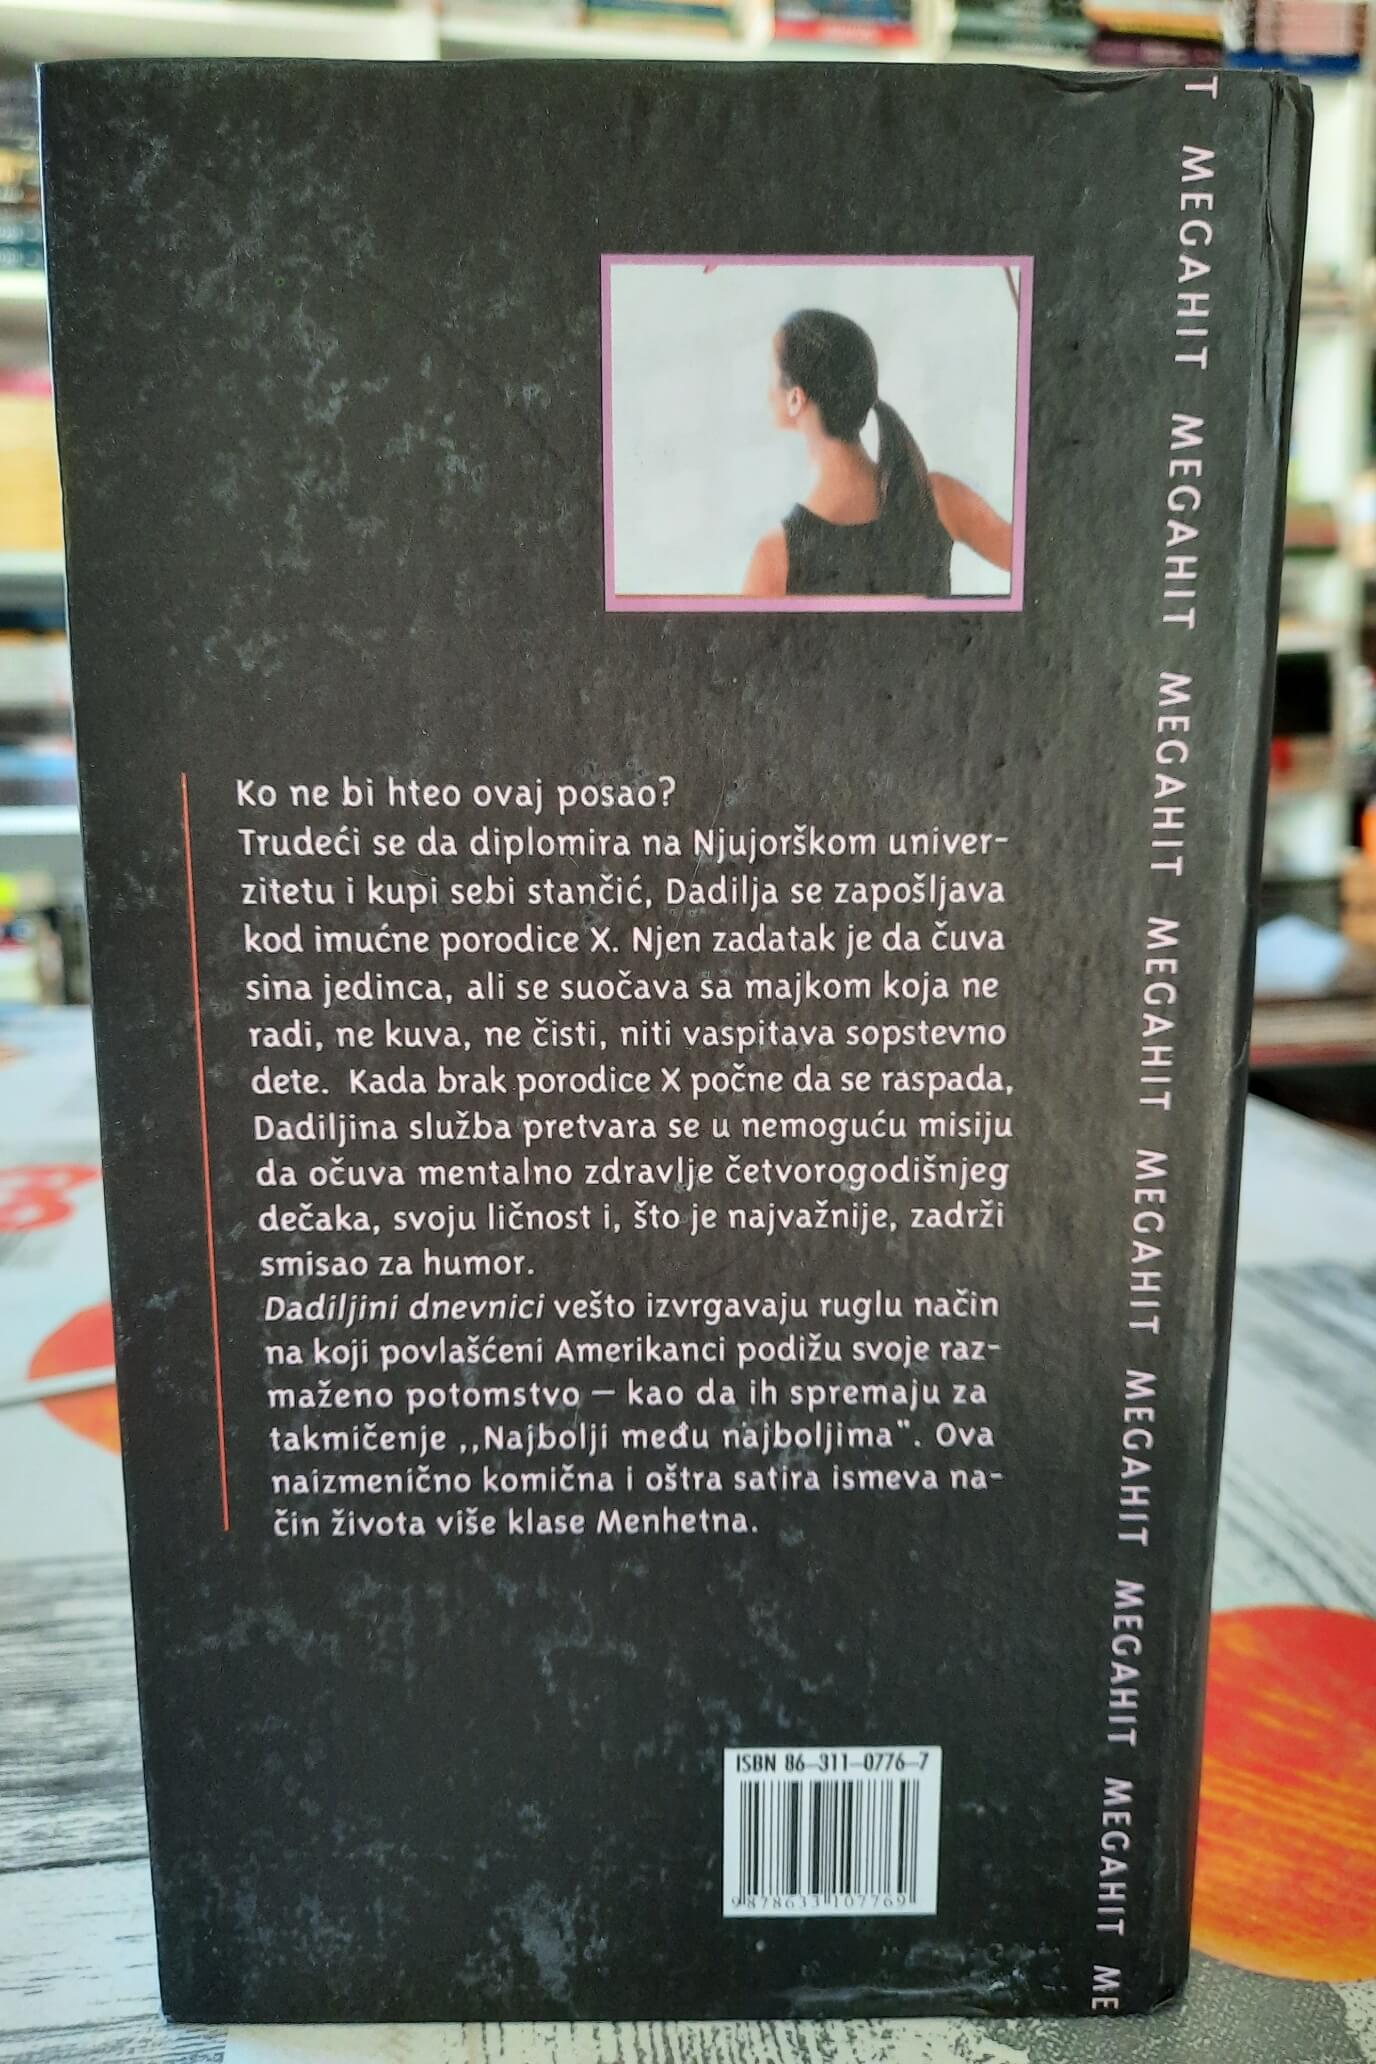 Ko ne bi hteo ovaj posao?
Trudeći se da diplomira na Njujorškom univer-
zitetu i kupi sebi stančić, Dadilja se zapošljava
kod imućne porodice X. Njen zadatak je da čuva
sina jedinca, ali se suočava sa majkom koja ne
radi, ne kuva, ne čisti, niti vaspitava sopstevno
dete. Kada brak porodice X počne da se raspada,
Dadiljina služba pretvara se u nemoguću misiju
da očuva mentalno zdravlje četvorogodišnjeg
dečaka, svoju ličnost i, što je najvažnije, zadrži
smisao za humor.
Dadiljini dnevnici vešto izvrgavaju ruglu način
na koji povlašćeni Amerikanci podižu svoje raz-
maženo potomstvo — kao da ih spremaju za
takmičenje ,,Najbolji među najboljima". Ova
naizmenično komična i oštra satira ismeva na-
čin života više klase Menhetna.
ISBN 86–311–0776–7
9788633107769
T MEGAHIT MEGAHIT MEGAHIT MEGAHIT MEGAHIT MEGAHIT MEGAHIT MEGAHIT ME